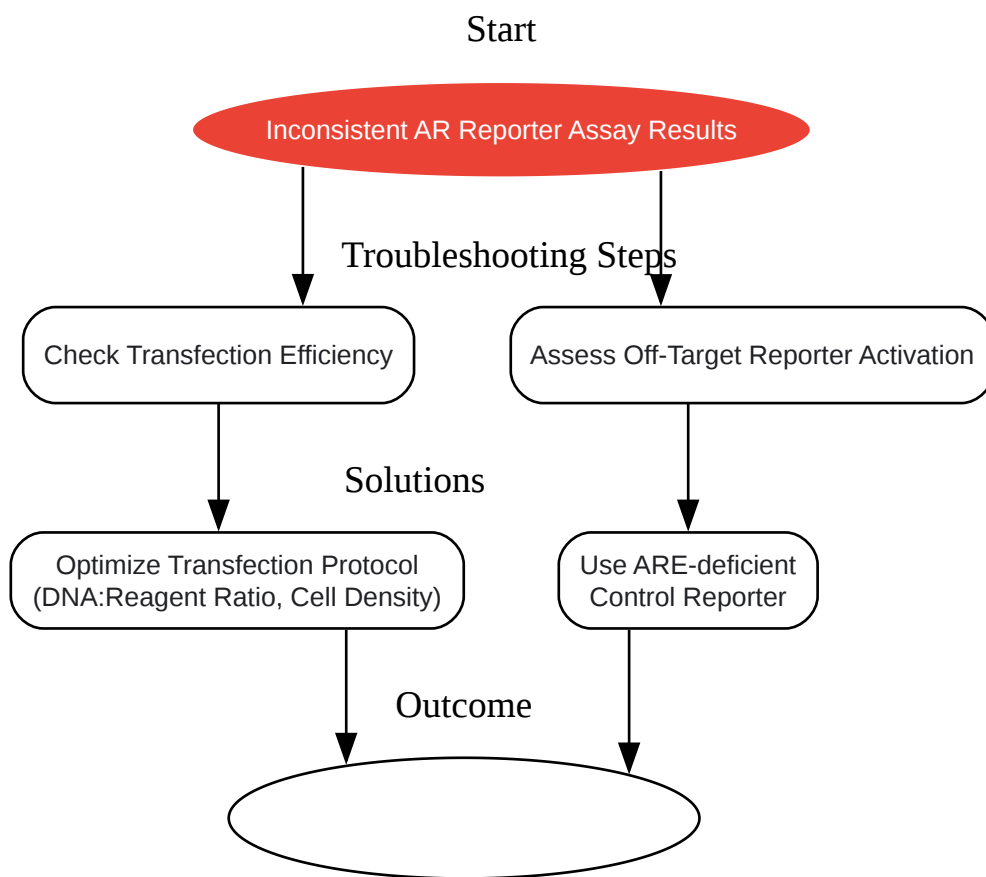 Start
Inconsistent AR Reporter Assay Results
Troubleshooting Steps
Check Transfection Efficiency
Assess Off-Target Reporter Activation
Solutions
Optimize Transfection Protocol
(DNA:Reagent Ratio, Cell Density)
Use ARE-deficient
Control Reporter
Outcome